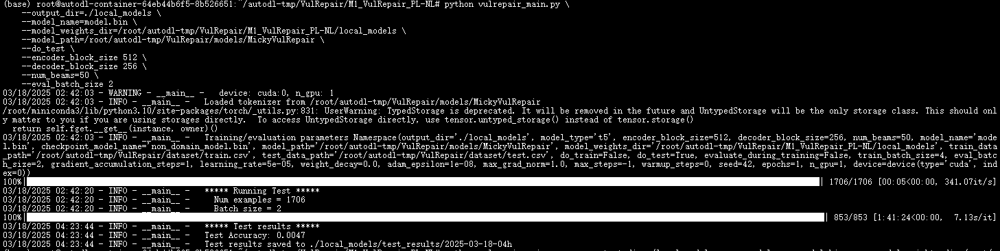 (base) root@autodl-container-64eb44b6f5-8b526651:~/autodl-tmp/VulRepair/M1_VulRepair_PL-NL# python vulrepair_main.py \
    --output_dir=./local_models \
    --model_name=model.bin \
    --model_weights_dir=/root/autodl-tmp/VulRepair/M1_VulRepair_PL-NL/local_models \
    --model_path=/root/autodl-tmp/VulRepair/models/MickyVulRepair \
    --do_test \
    --encoder_block_size 512 \
    --decoder_block_size 256 \
    --num_beams=50 \
    --eval_batch_size 2
03/18/2025 02:42:03 - WARNING - __main__ -   device: cuda:0, n_gpu: 1
03/18/2025 02:42:03 - INFO - __main__ -   Loaded tokenizer from /root/autodl-tmp/VulRepair/models/MickyVulRepair
/root/miniconda3/lib/python3.10/site-packages/torch/_utils.py:831: UserWarning: TypedStorage is deprecated. It will be removed in the future and UntypedStorage will be the only storage class. This should onl
y matter to you if you are using storages directly.  To access UntypedStorage directly, use tensor.untyped_storage() instead of tensor.storage()
  return self.fget.__get__(instance, owner)()
03/18/2025 02:42:03 - INFO - __main__ -   Training/evaluation parameters Namespace(output_dir='./local_models', model_type='t5', encoder_block_size=512, decoder_block_size=256, num_beams=50, model_name='mo
del.bin', checkpoint_model_name='non_domain_model.bin', model_path='/root/autodl-tmp/VulRepair/models/MickyVulRepair', model_weights_dir='/root/autodl-tmp/VulRepair/M1_VulRepair_PL-NL/local_models', train_data
_path='/root/autodl-tmp/VulRepair/dataset/train.csv', test_data_path='/root/autodl-tmp/VulRepair/dataset/test.csv', do_train=False, do_test=True, evaluate_during_training=False, train_batch_size=4, eval_batc
h_size=2, gradient_accumulation_steps=1, learning_rate=5e-05, weight_decay=0.0, adam_epsilon=1e-08, max_grad_norm=1.0, max_steps=-1, warmup_steps=0, seed=42, epochs=1, n_gpu=1, device=device(type='cuda', ind
ex=0))
100%| | 1706/1706 [00:05<00:00, 341.07it/s]
03/18/2025 02:42:20 - INFO - __main__ -   ***** Running Test *****
03/18/2025 02:42:20 - INFO - __main__ -     Num examples = 1706
03/18/2025 02:42:20 - INFO - __main__ -     Batch size = 2
100%| | 853/853 [1:41:24<00:00,  7.13s/it]
03/18/2025 04:23:44 - INFO - __main__ -   ***** Test results *****
03/18/2025 04:23:44 - INFO - __main__ -   Test Accuracy: 0.0047
03/18/2025 04:23:44 - INFO - __main__ -   Test results saved to ./local_models/test_results/2025-03-18-04h